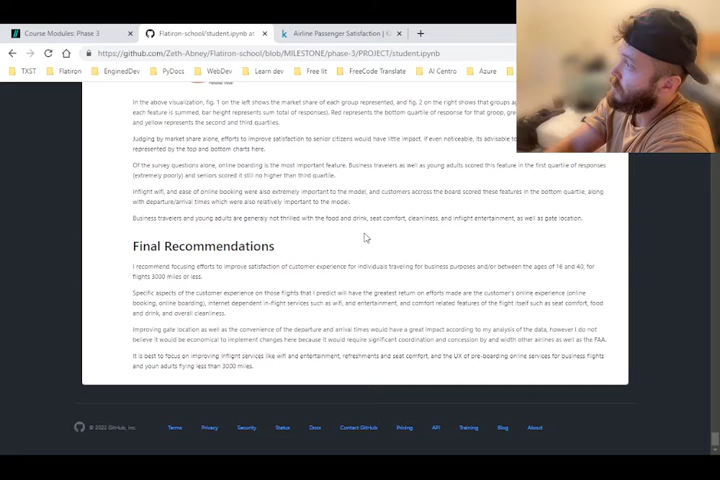 Course Modules: Phase 3
Flatiron-school/student.ipynb at
Airline Passenger Satisfaction | K
https://github.com/Zeth-Abney/Flatiron-school/blob/MILESTONE/phase-3/PROJECT/student.ipynb
TXST
Flatiron
EnginedDev
PyDocs
WebDev
Learn dev
Free lit
FreeCode Translate
AI Centro
Azure
In the above visualization, fig. 1 on the left shows the market share of each group represented, and fig. 2 on the right shows that groups
each feature is summed, bar height represents sum total of responses). Red represents the bottom quartile of response for that group,
and yellow represents the second and third quartiles.
Judging by market share alone, efforts to improve satisfaction to senior citizens would have little impact, if even noticeable, its advisable
represented by the top and bottom charts here.
Of the survey questions alone, online boarding is the most important feature. Business travelers as well as young adults scored this feature in the first quartile of responses
(extremely poorly) and seniors scored it still no higher than third quartile.
Inflight wifi, and ease of online booking were also extremely important to the model, and customers accross the board scored these features in the bottom quartile, along
with departure/arrival times which were also relatively important to the model.
Business travelers and young adults are generaly not thrilled with the food and drink, seat comfort, cleanliness, and inflight entertainment, as well as gate location.
Final Recommendations
I recommend focusing efforts to improve satisfaction of customer experience for individuals traveling for business purposes and/or between the ages of 16 and 40, for
flights 3000 miles or less.
Specific aspects of the customer experience on those flights that I predict will have the greatest return on efforts made are the customer's online experience (online
booking, online boarding), internet dependent in-flight services such as wifi, and entertainment, and comfort related features of the flight itself such as seat comfort, food
and drink, and overall cleanliness.
Improving gate location as well as the convenience of the departure and arrival times would have a great impact according to my analysis of the data, however I do not
believe it would be economical to implement changes here because it would require significant coordination and concession by and width other airlines as well as the FAA.
It is best to focus on improving inflight services like wifi and entertainment, refreshments and seat comfort, and the UX of pre-boarding online services for business flights
and youn adults flying less than 3000 miles.
© 2022 GitHub, Inc.
Terms
Privacy
Security
Status
Docs
Contact GitHub
Pricing
API
Training
Blog
About